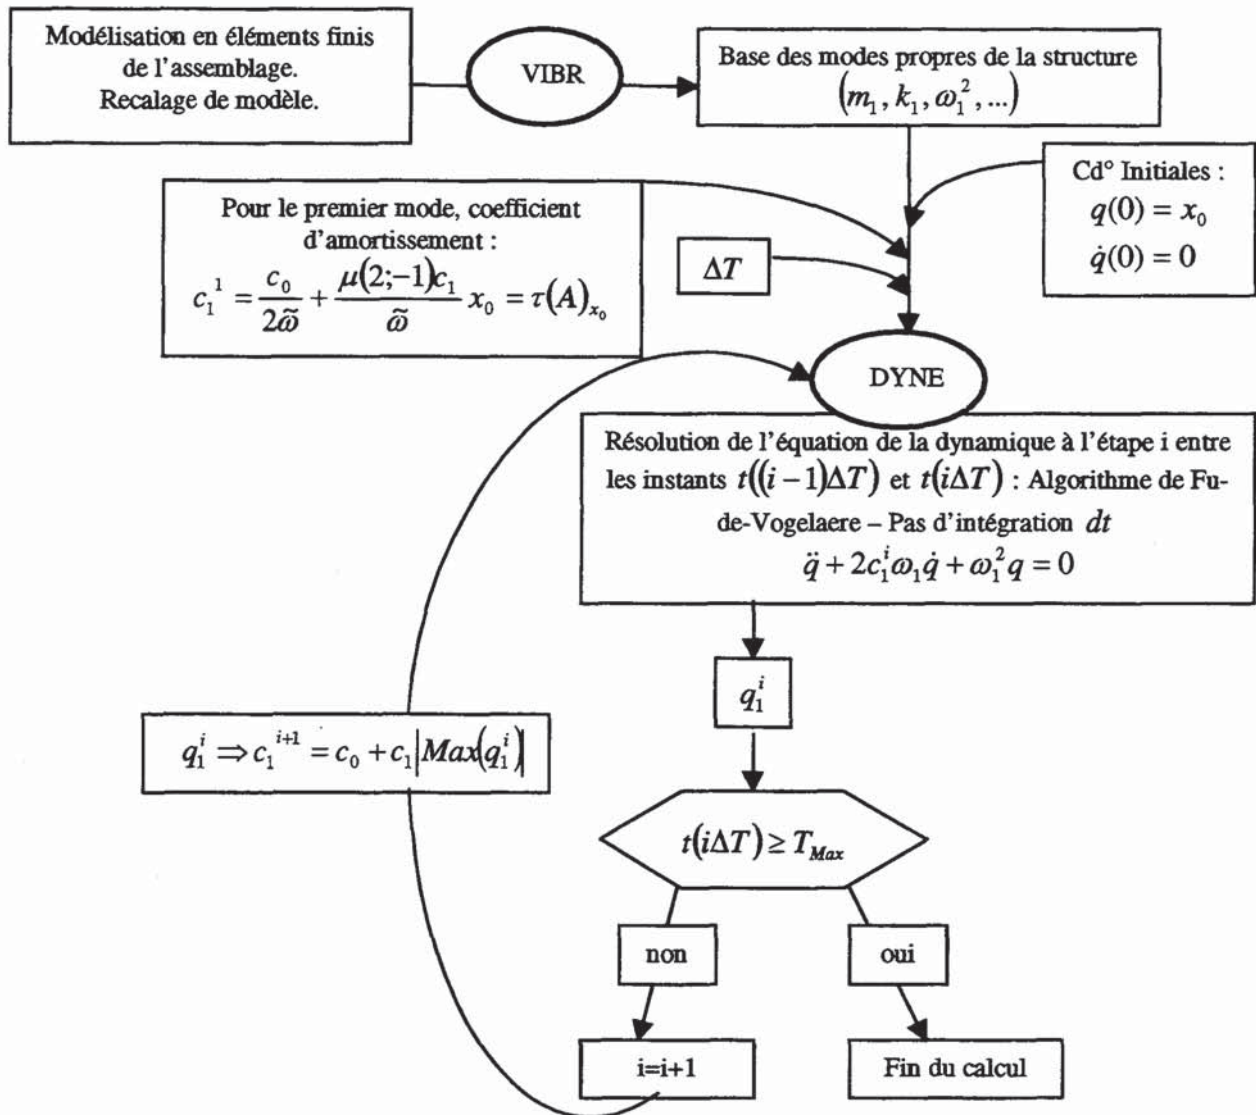 Modélisation en éléments finis
de l'assemblage.
Recalage de modèle.
VIBR
Base des modes propres de la structure
(m₁, k₁, ω₁², ...)
Cd° Initiales :
q(0) = x₀
q̇(0) = 0
Pour le premier mode, coefficient
d'amortissement :
c₁¹ = c₀/2ω̃ + μ(2;−1)c₁/ω̃ x₀ = τ(A)ₓ₀
ΔT
DYNE
Résolution de l'équation de la dynamique à l'étape i entre
les instants t((i−1)ΔT) et t(iΔT) : Algorithme de Fu-
de-Vogelaere – Pas d'intégration dt
q̈ + 2c₁ⁱω₁q̇ + ω₁²q = 0
q₁ⁱ
q₁ⁱ ⇒ c₁ⁱ⁺¹ = c₀ + c₁|Max(q₁ⁱ)|
t(iΔT) ≥ T_Max
non
oui
i=i+1
Fin du calcul